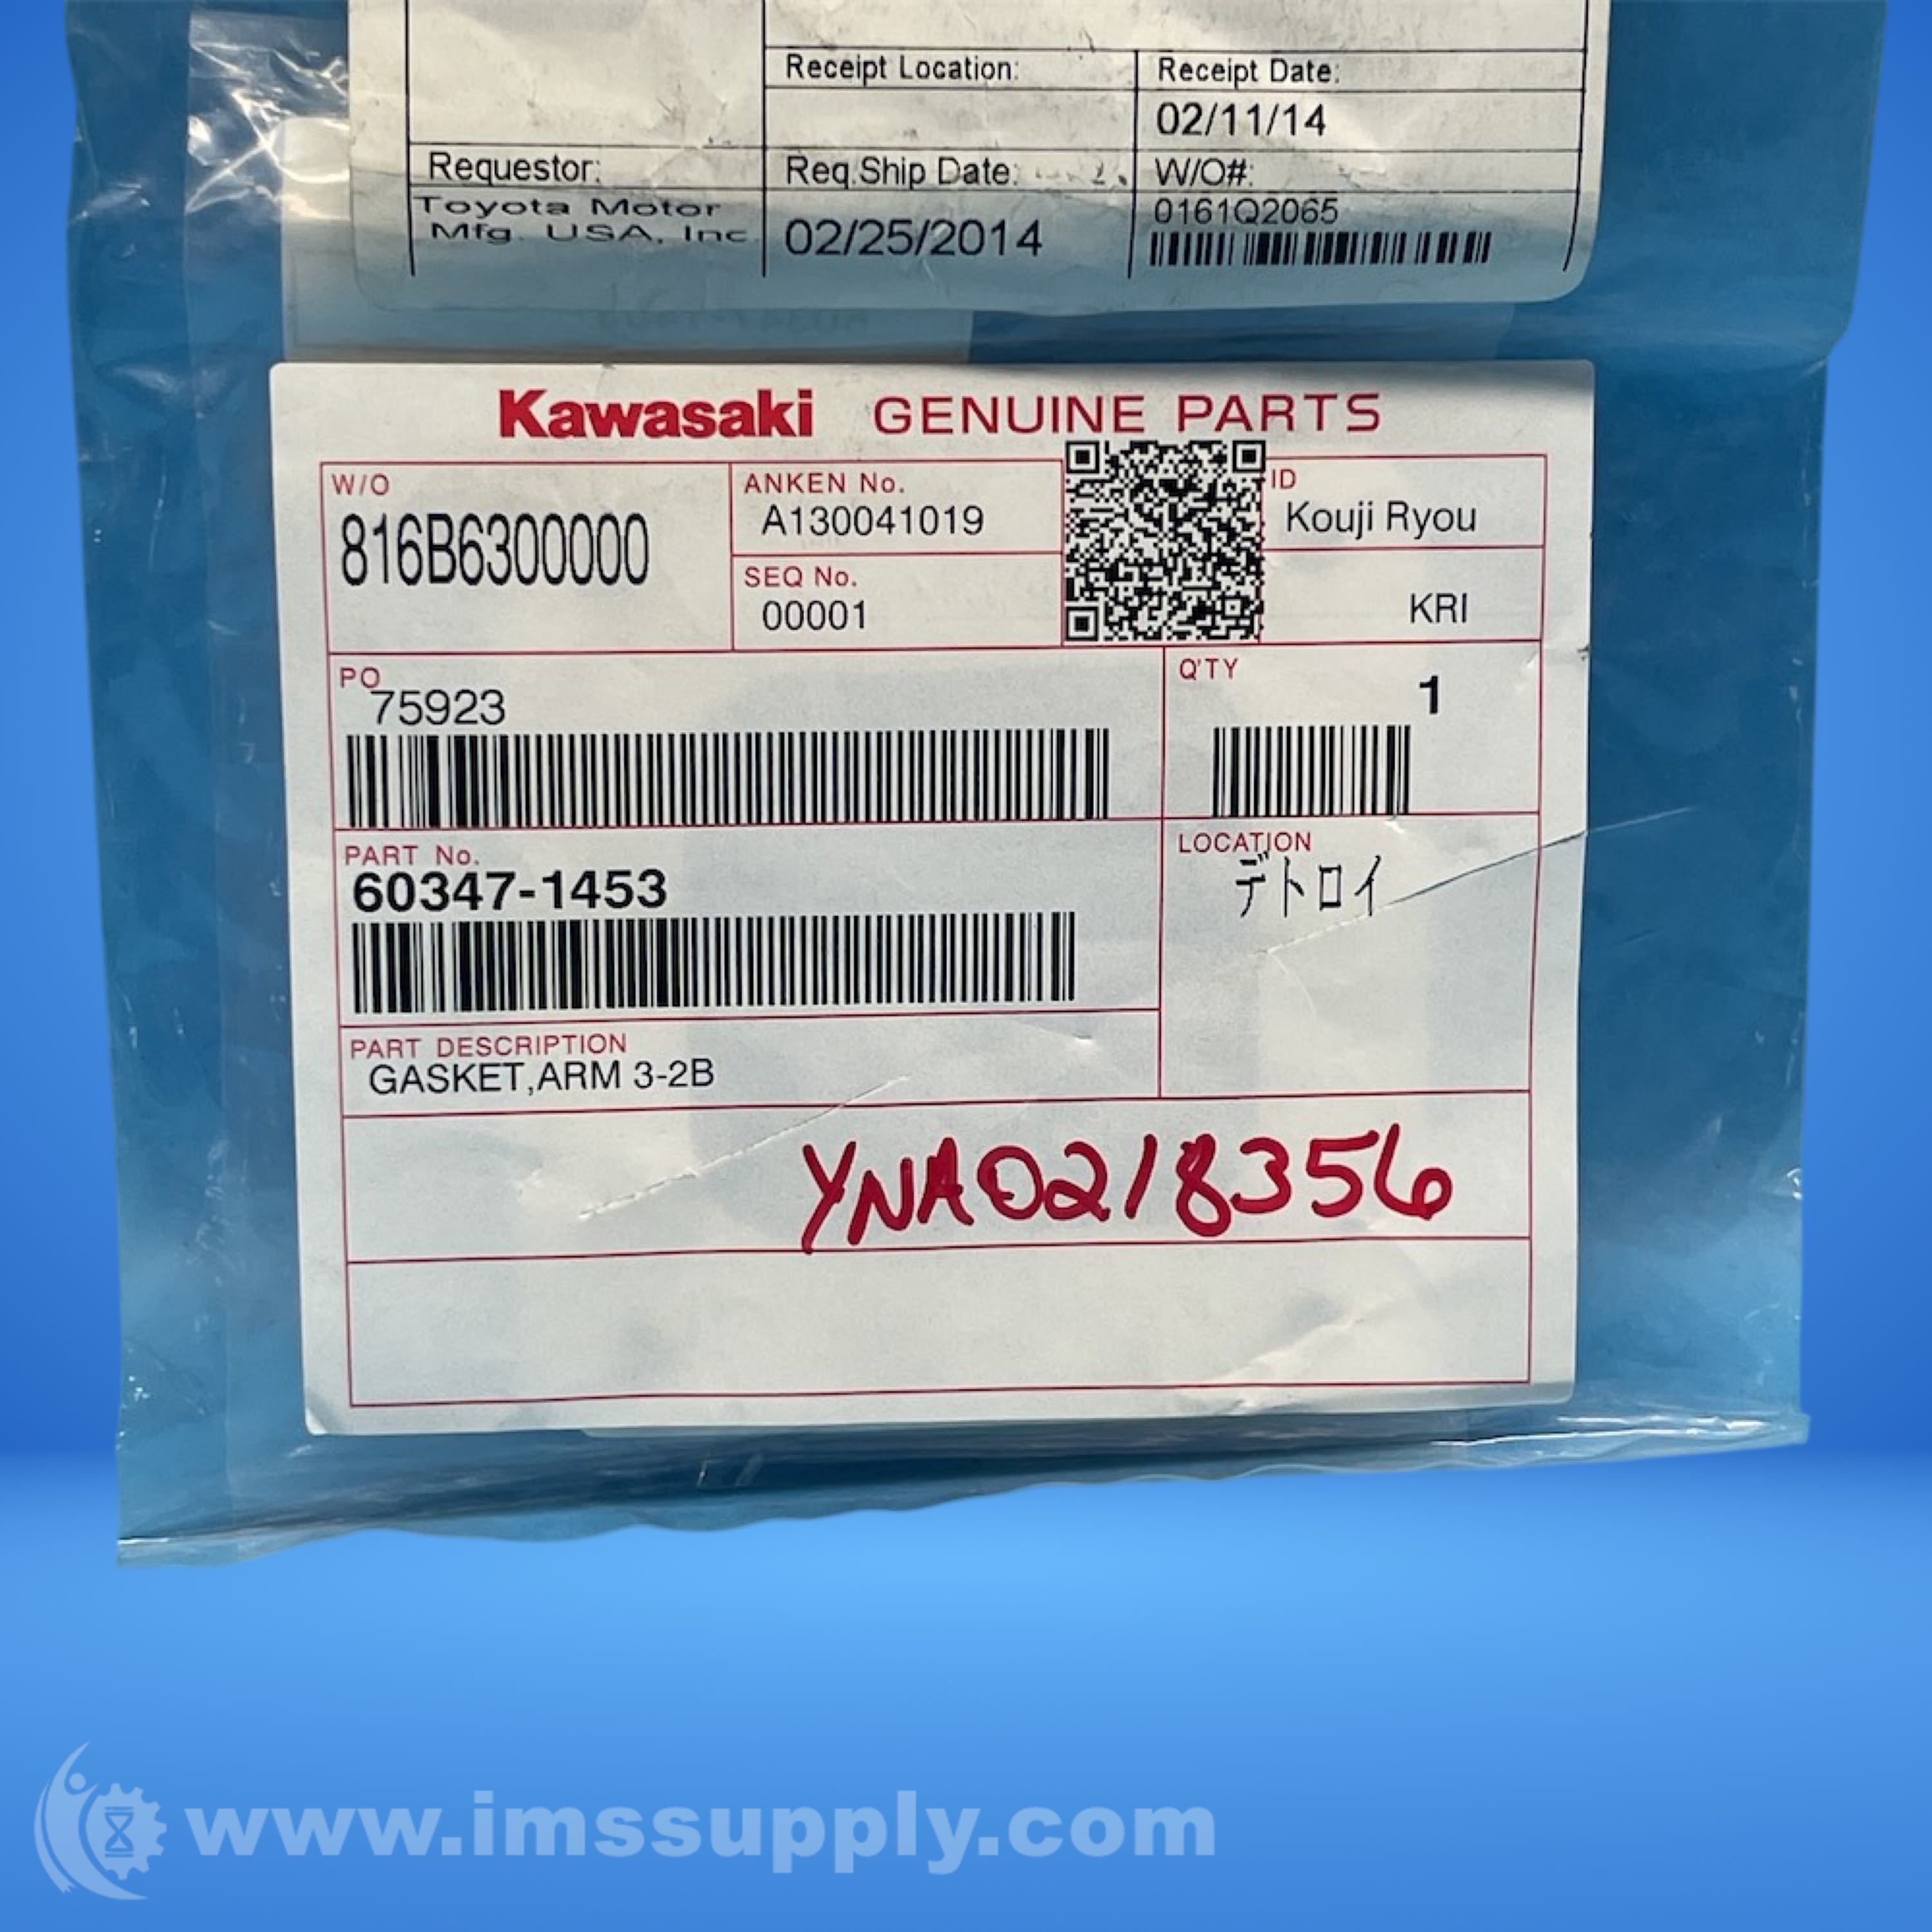 Receipt Location: Receipt Date:
02/11/14
Requestor: Req.Ship Date: W/O#:
Toyota Motor
Mfg. USA, Inc. 02/25/2014 0161Q2065
Kawasaki GENUINE PARTS
W/O ANKEN No. ID
816B6300000 A130041019 Kouji Ryou
SEQ No.
00001 KRI
PO Q'TY
75923 1
PART No. LOCATION
60347-1453 デトロイ
PART DESCRIPTION
GASKET,ARM 3-2B
YNA0218356
www.imssupply.com